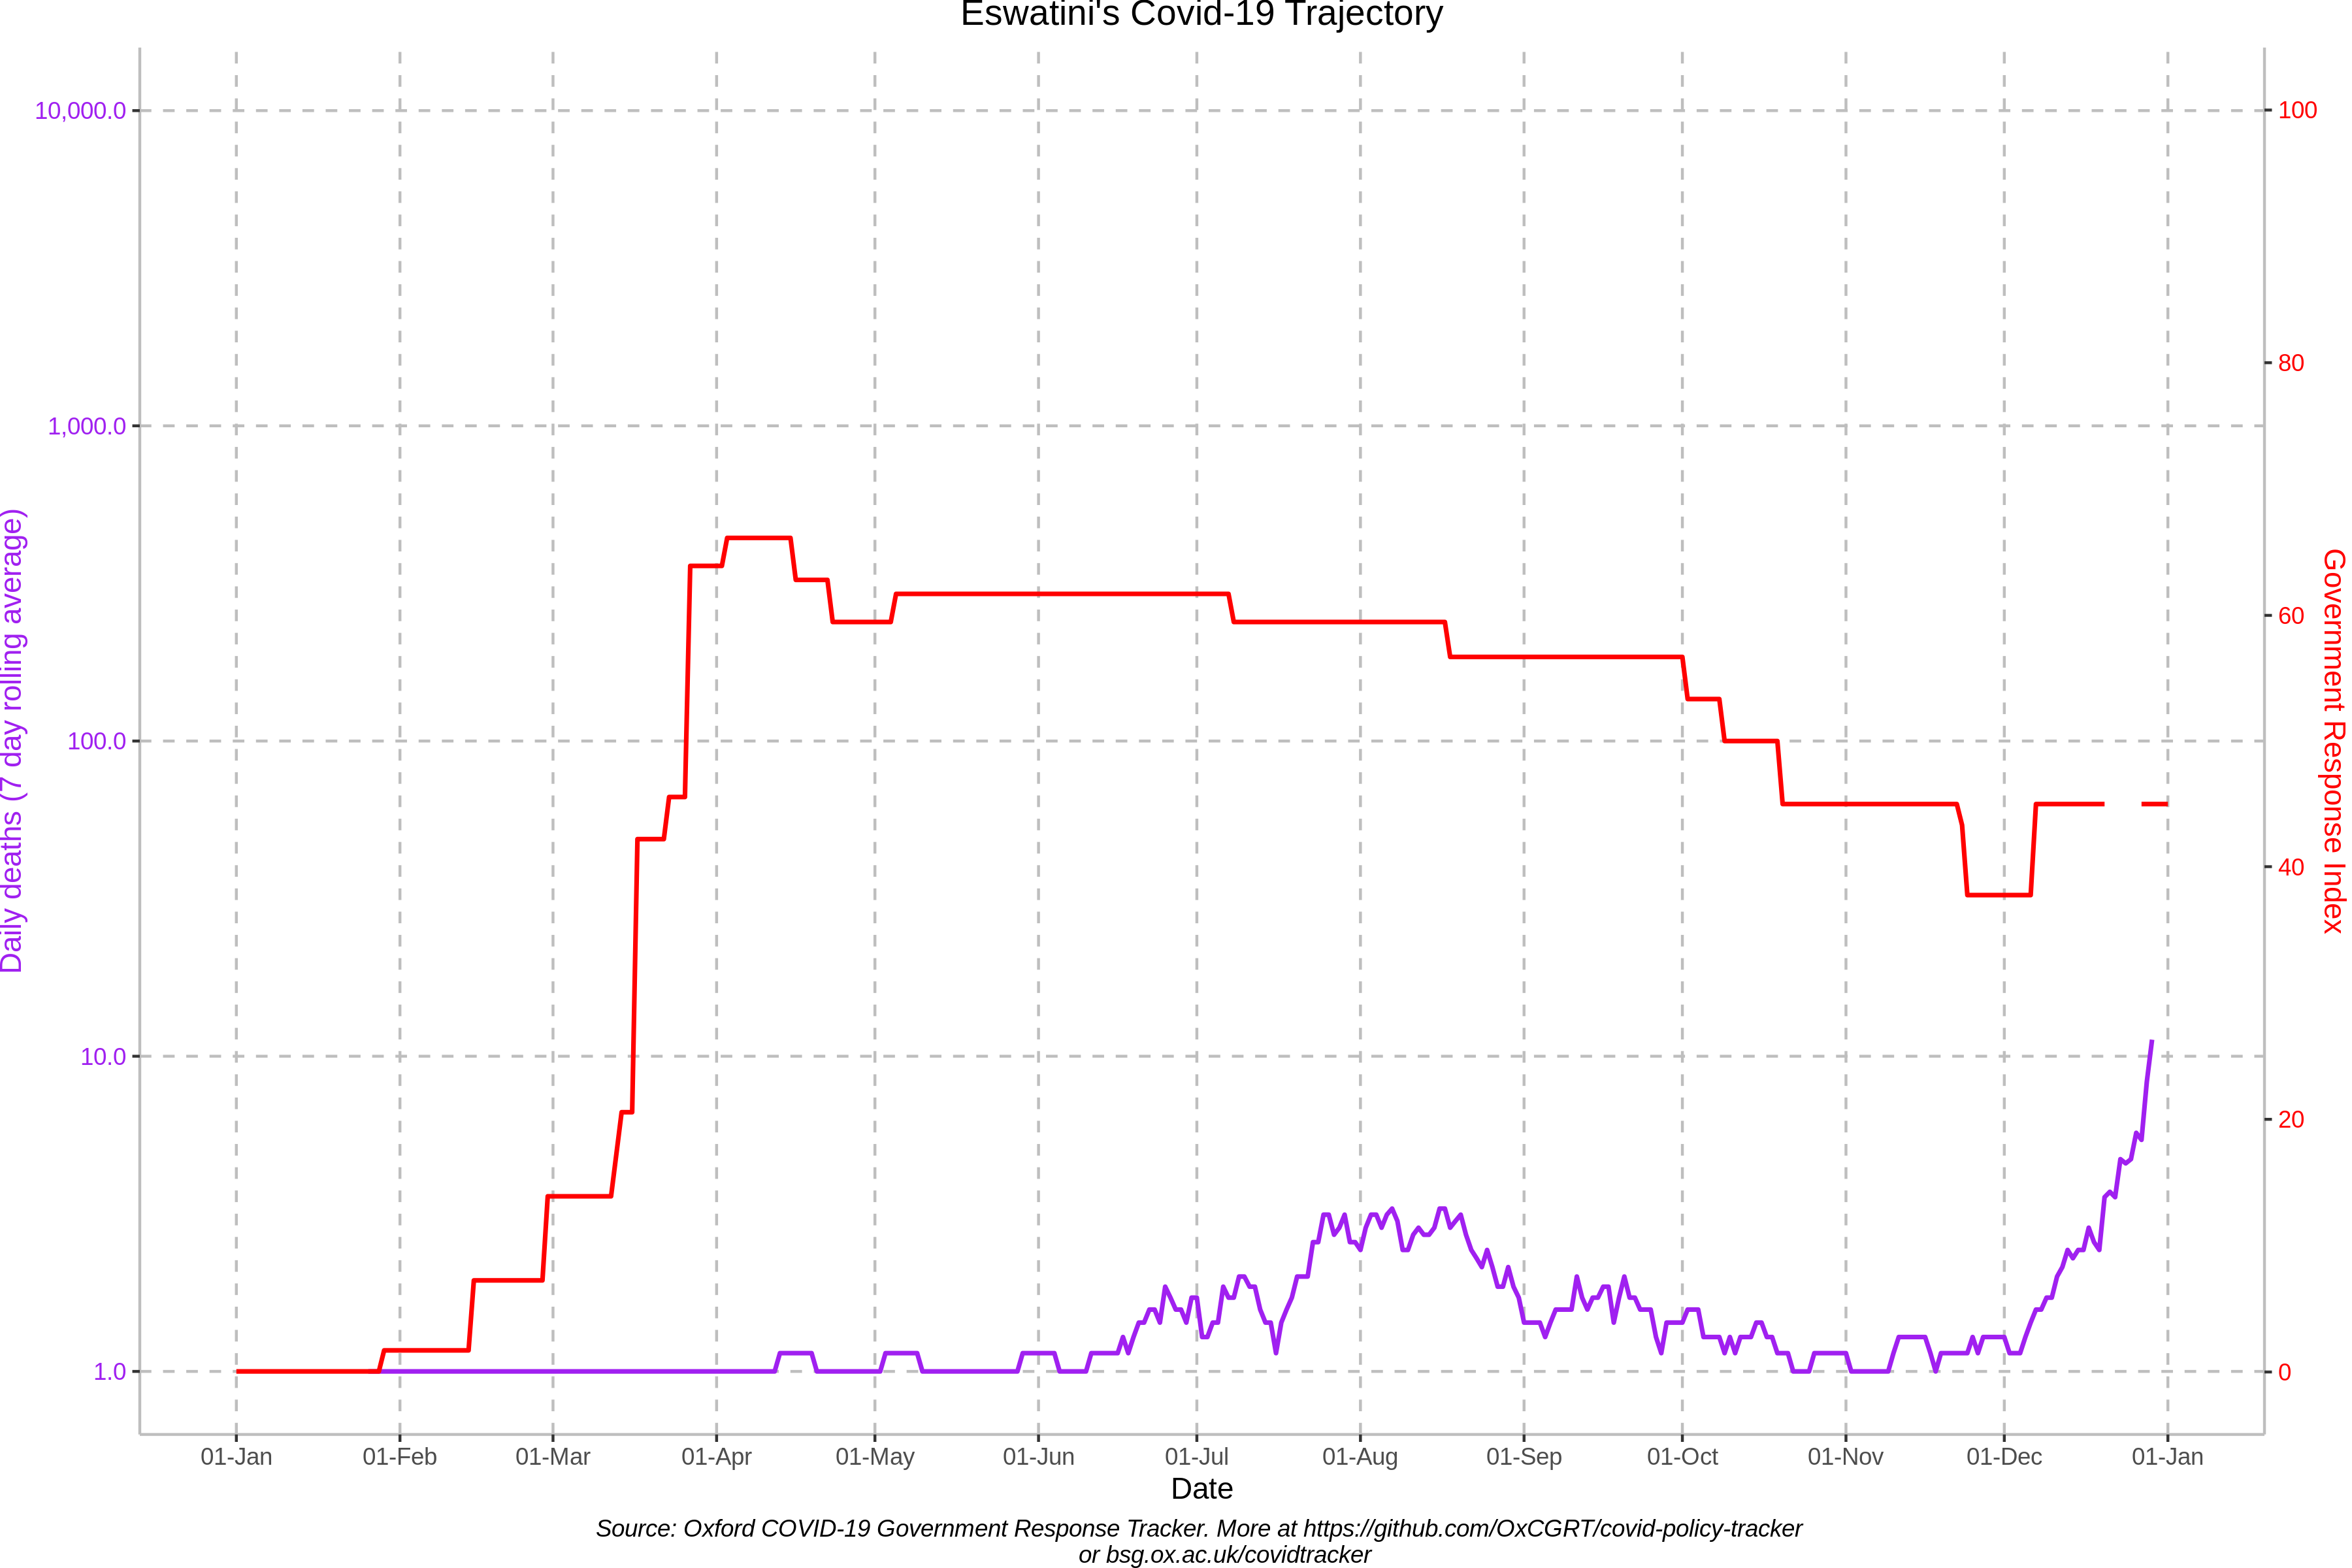 Eswatini's Covid-19 Trajectory
10,000.0
1,000.0
100.0
10.0
1.0
Daily deaths (7 day rolling average)
100
80
60
40
20
0
Government Response Index
01-Jan 01-Feb 01-Mar 01-Apr 01-May 01-Jun 01-Jul 01-Aug 01-Sep 01-Oct 01-Nov 01-Dec 01-Jan
Date
Source: Oxford COVID-19 Government Response Tracker. More at https://github.com/OxCGRT/covid-policy-tracker
or bsg.ox.ac.uk/covidtracker